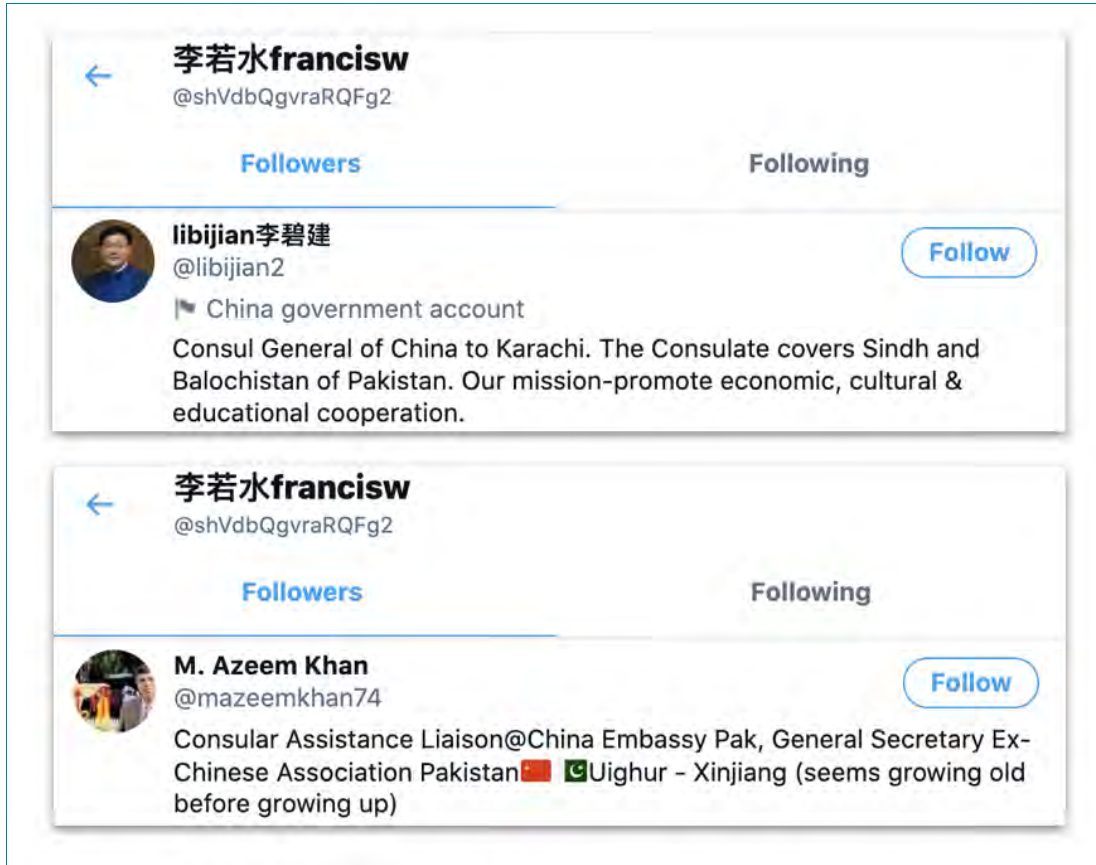 李若水francisw
@shVdbQgvraRQFg2
Followers
Following
libijian李碧建
@libijian2
Follow
China government account
Consul General of China to Karachi. The Consulate covers Sindh and
Balochistan of Pakistan. Our mission-promote economic, cultural &
educational cooperation.
李若水francisw
@shVdbQgvraRQFg2
Followers
Following
M. Azeem Khan
@mazeemkhan74
Follow
Consular Assistance Liaison@China Embassy Pak, General Secretary Ex-
Chinese Association Pakistan🇨🇳 🇵🇰Uighur - Xinjiang (seems growing old
before growing up)